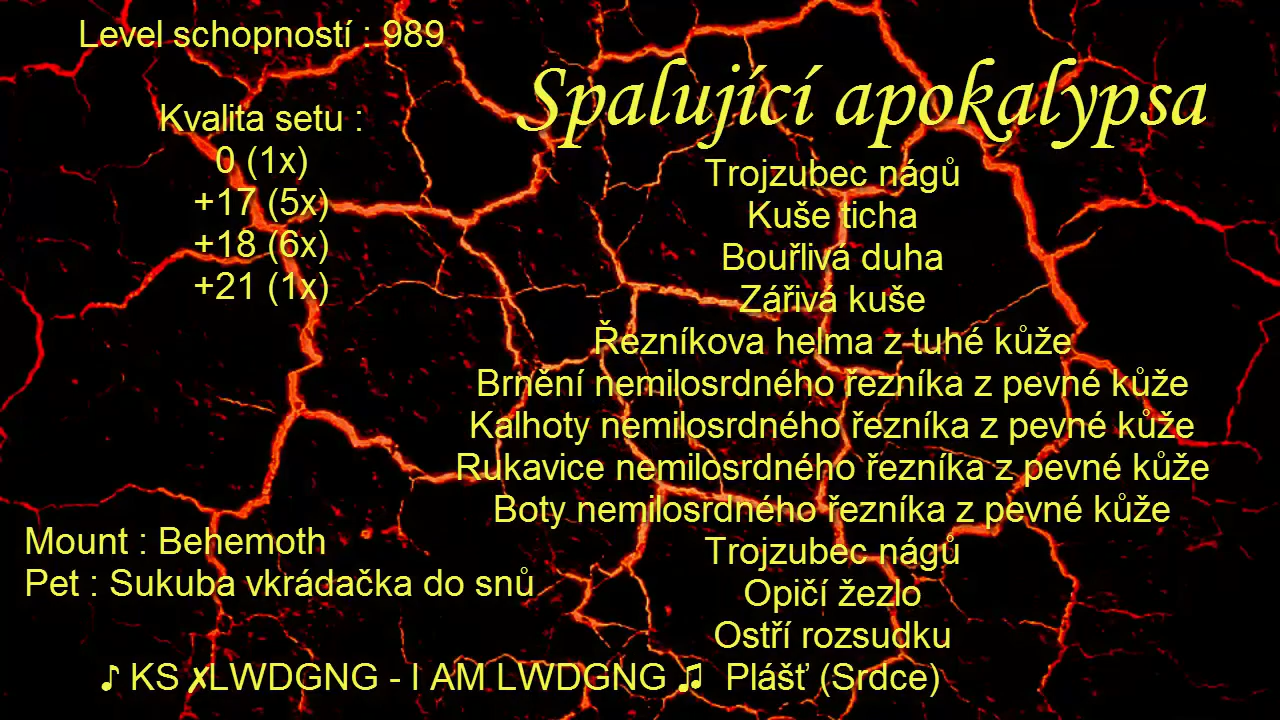 Level schopností : 989
Kvalita setu :
0 (1x)
+17 (5x)
+18 (6x)
+21 (1x)
Spalující apokalypsa
Trojzubec nágů
Kuše ticha
Bouřlivá duha
Zářivá kuše
Řezníkova helma z tuhé kůže
Brnění nemilosrdného řezníka z pevné kůže
Kalhoty nemilosrdného řezníka z pevné kůže
Rukavice nemilosrdného řezníka z pevné kůže
Boty nemilosrdného řezníka z pevné kůže
Trojzubec nágů
Opičí žezlo
Ostří rozsudku
Plášť (Srdce)
Mount : Behemoth
Pet : Sukuba vkrádačka do snů
♪ KS ✗LWDGNG - I AM LWDGNG ♫